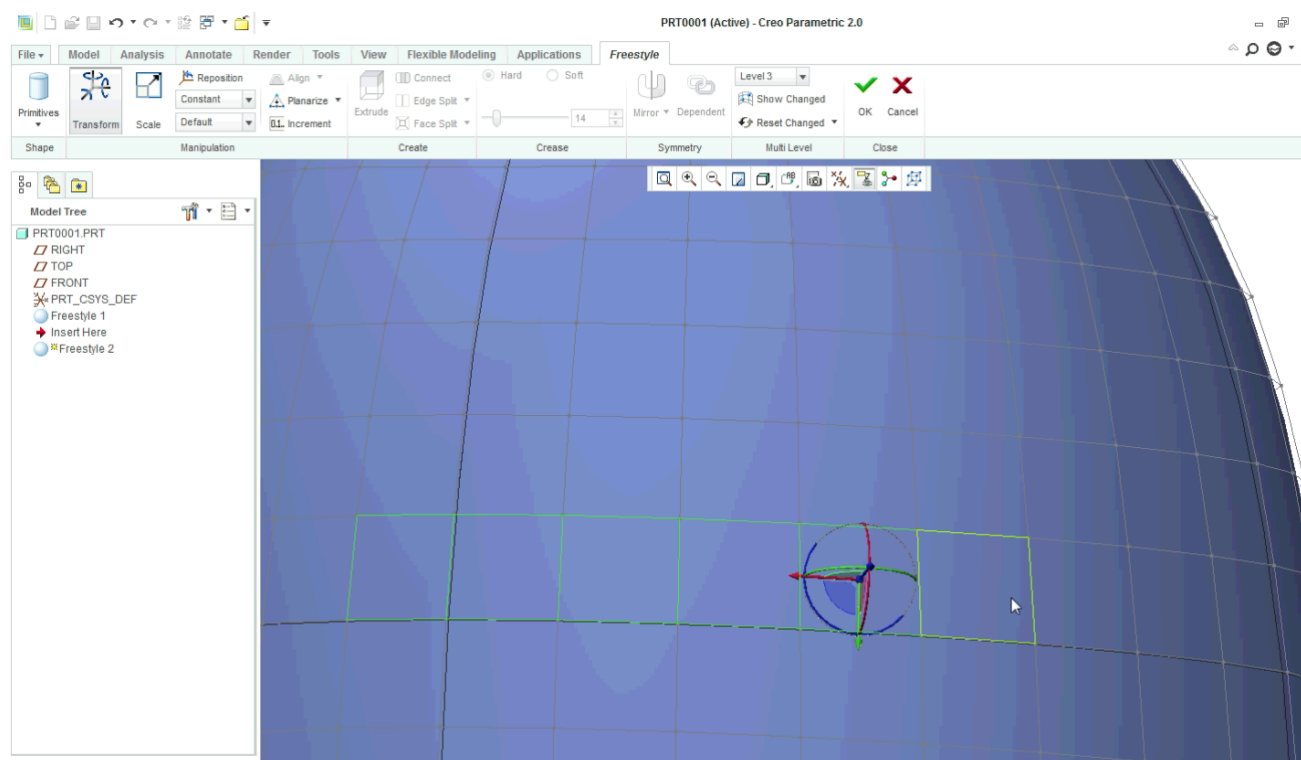 PRT0001 (Active) - Creo Parametric 2.0
File Model Analysis Annotate Render Tools View Flexible Modeling Applications Freestyle
Primitives
Transform
Scale
Reposition
Constant
Default
Align
Planarize
0.1.. Increment
Extrude
Connect
Edge Split
Face Split
Hard Soft
14
Mirror
Dependent
Level 3
Show Changed
Reset Changed
OK
Cancel
Shape Manipulation Create Crease Symmetry Multi Level Close
Model Tree
PRT0001.PRT
RIGHT
TOP
FRONT
PRT_CSYS_DEF
Freestyle 1
Insert Here
Freestyle 2